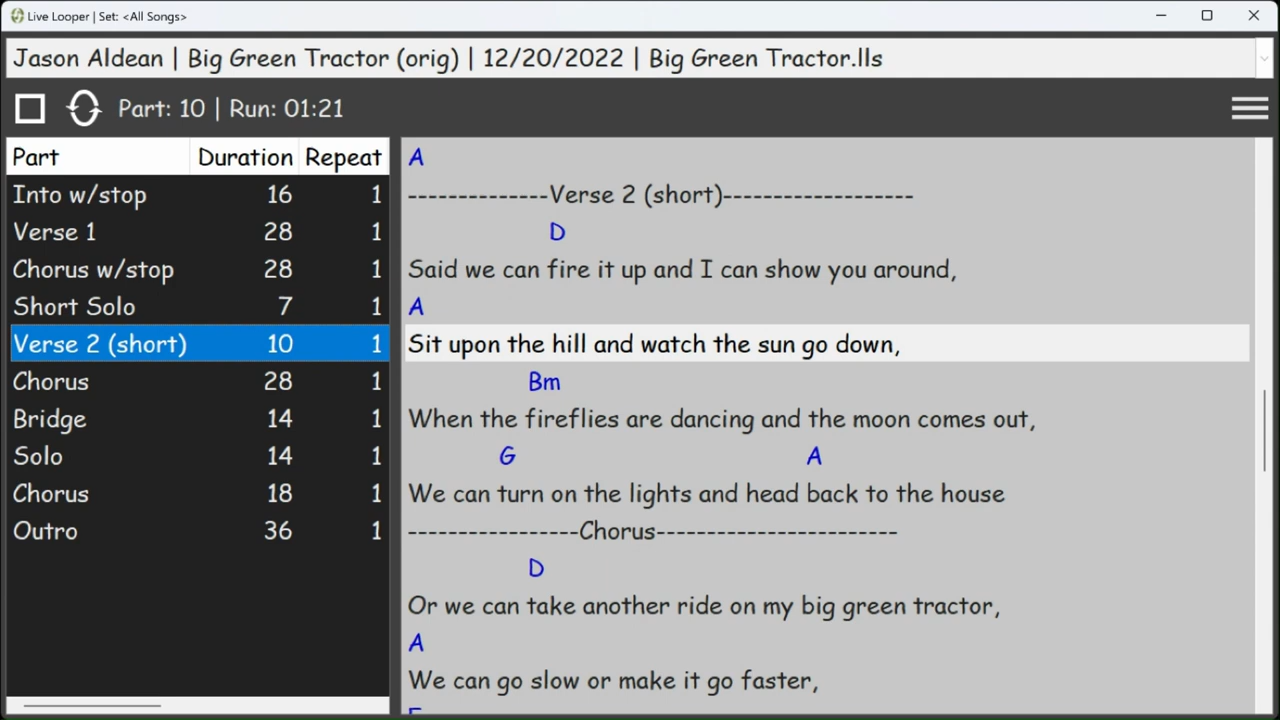 Live Looper | Set: <All Songs>
Jason Aldean | Big Green Tractor (orig) | 12/20/2022 | Big Green Tractor.lls
Part: 10 | Run: 01:21
Part Duration Repeat
Into w/stop 16 1
Verse 1 28 1
Chorus w/stop 28 1
Short Solo 7 1
Verse 2 (short) 10 1
Chorus 28 1
Bridge 14 1
Solo 14 1
Chorus 18 1
Outro 36 1
A
--------------Verse 2 (short)-------------------
D
Said we can fire it up and I can show you around,
A
Sit upon the hill and watch the sun go down,
Bm
When the fireflies are dancing and the moon comes out,
G A
We can turn on the lights and head back to the house
-----------------Chorus------------------------
D
Or we can take another ride on my big green tractor,
A
We can go slow or make it go faster,